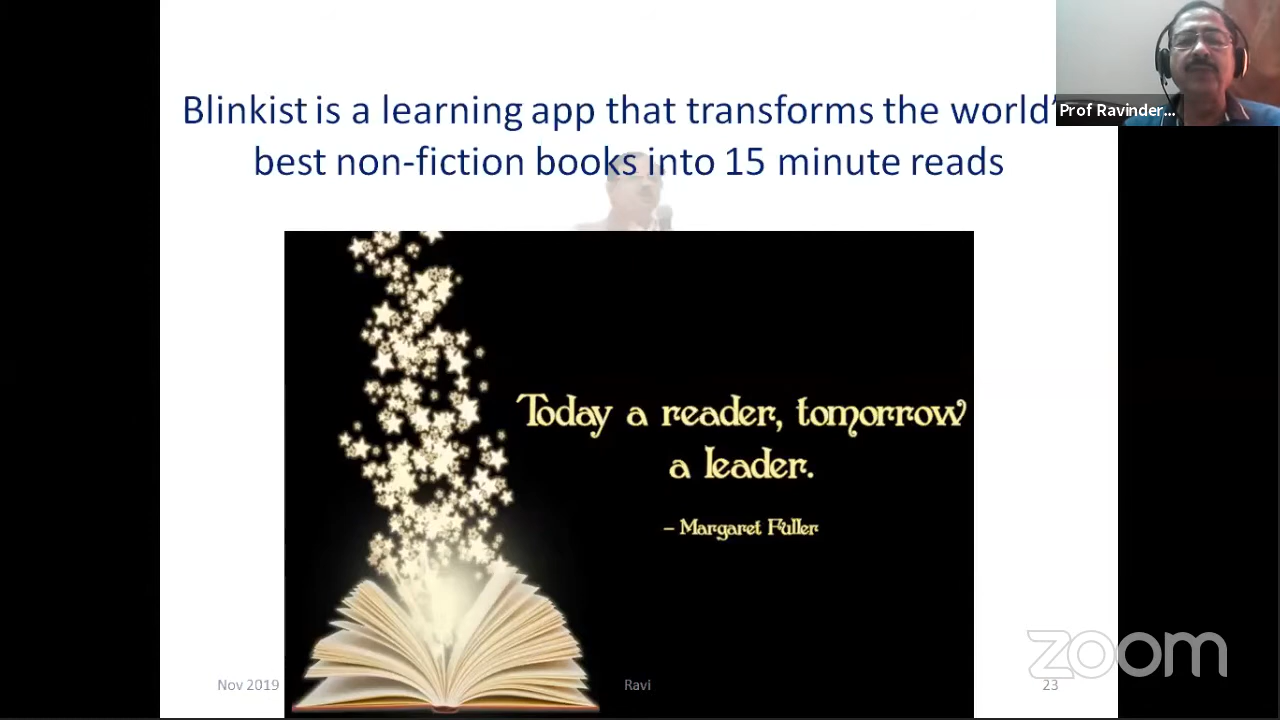 Blinkist is a learning app that transforms the world'
best non-fiction books into 15 minute reads
Prof Ravinder...
Today a reader, tomorrow
a leader.
– Margaret Fuller
zoom
Nov 2019
Ravi
23